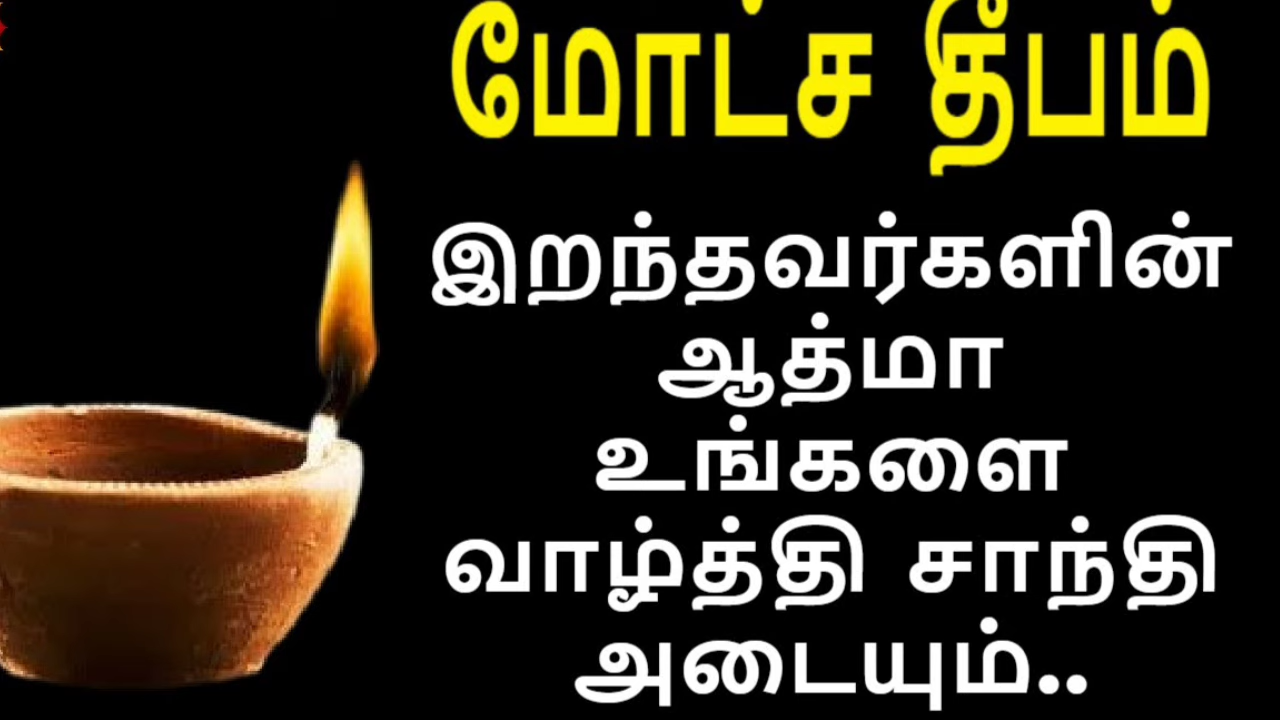 மோட்ச தீபம்
இறந்தவர்களின்
ஆத்மா
உங்களை
வாழ்த்தி சாந்தி
அடையும்..